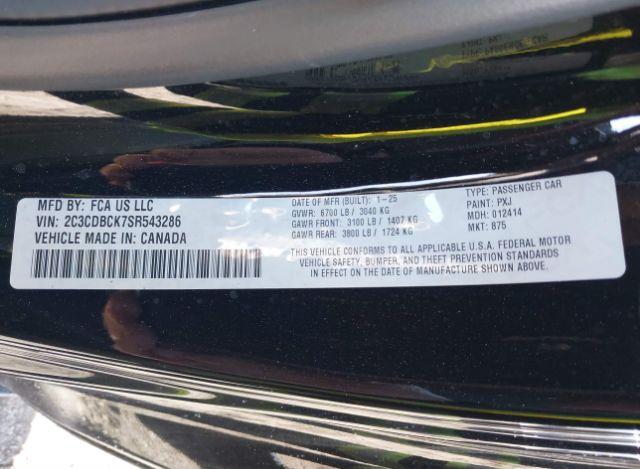 MFD BY: FCA US LLC
VIN: 2C3CDBCK7SR543286
VEHICLE MADE IN: CANADA
DATE OF MFR (BUILT): 1-25
GVWR: 6700 LB / 3040 KG
GAWR FRONT: 3100 LB / 1407 KG
GAWR REAR: 3800 LB / 1724 KG
TYPE: PASSENGER CAR
PAINT: PXJ
MDH: 012414
MKT: 875
THIS VEHICLE CONFORMS TO ALL APPLICABLE U.S.A. FEDERAL MOTOR
VEHICLE SAFETY, BUMPER, AND THEFT PREVENTION STANDARDS
IN EFFECT ON THE DATE OF MANUFACTURE SHOWN ABOVE.